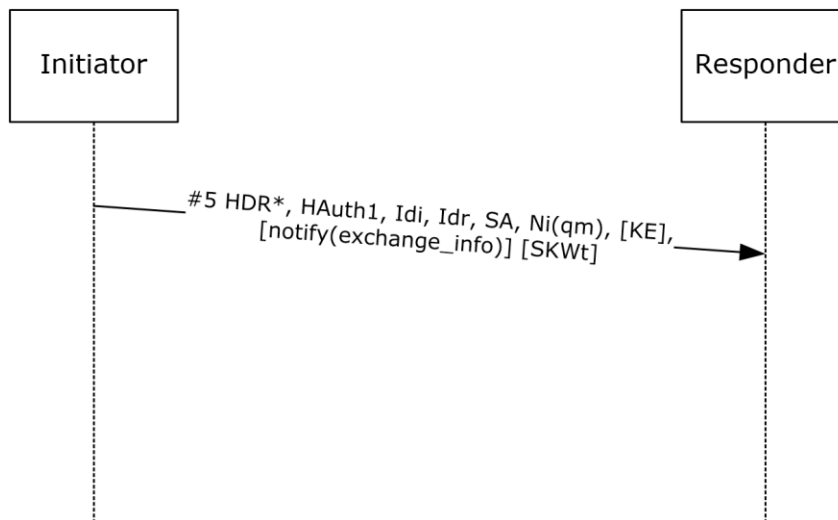 Initiator
Responder
#5 HDR*, HAuth1, Idi, Idr, SA, Ni(qm), [KE],
[notify(exchange_info)] [SKWt]